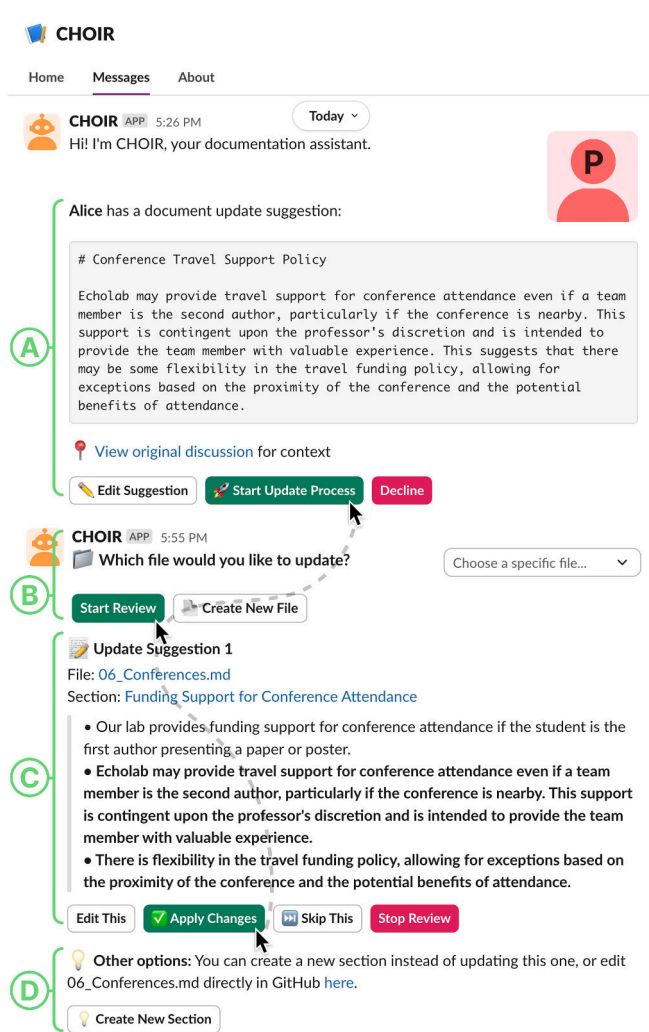 CHOIR
Home Messages About
CHOIR APP 5:26 PM
Today
Hi! I'm CHOIR, your documentation assistant.
P
A
Alice has a document update suggestion:
# Conference Travel Support Policy
Echolab may provide travel support for conference attendance even if a team
member is the second author, particularly if the conference is nearby. This
support is contingent upon the professor's discretion and is intended to
provide the team member with valuable experience. This suggests that there
may be some flexibility in the travel funding policy, allowing for
exceptions based on the proximity of the conference and the potential
benefits of attendance.
View original discussion for context
Edit Suggestion Start Update Process Decline
B
CHOIR APP 5:55 PM
Which file would you like to update?
Choose a specific file...
Start Review Create New File
C
Update Suggestion 1
File: 06_Conferences.md
Section: Funding Support for Conference Attendance
• Our lab provides funding support for conference attendance if the student is the
first author presenting a paper or poster.
• Echolab may provide travel support for conference attendance even if a team
member is the second author, particularly if the conference is nearby. This support
is contingent upon the professor's discretion and is intended to provide the team
member with valuable experience.
• There is flexibility in the travel funding policy, allowing for exceptions based on
the proximity of the conference and the potential benefits of attendance.
Edit This Apply Changes Skip This Stop Review
D
Other options: You can create a new section instead of updating this one, or edit
06_Conferences.md directly in GitHub here.
Create New Section